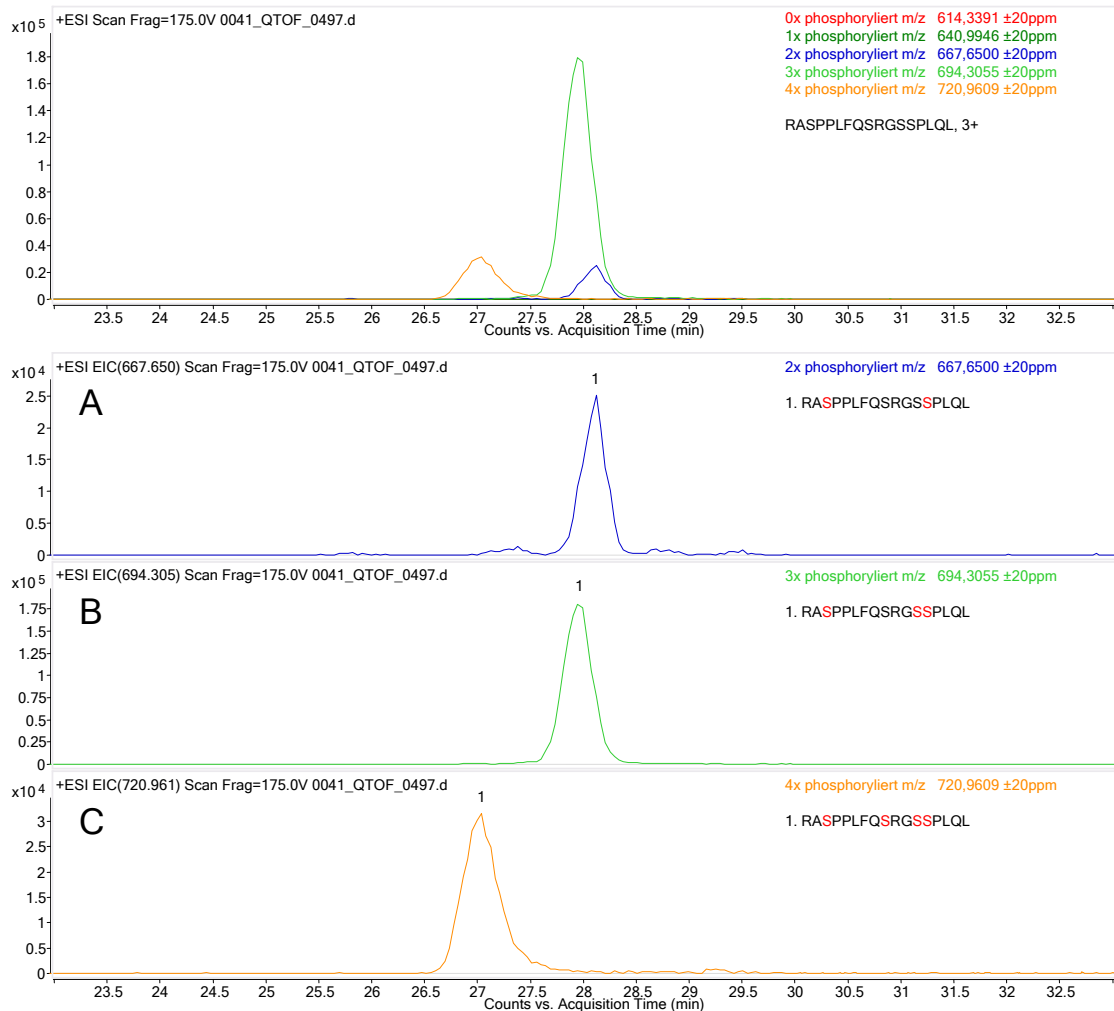 x10 5
+ESI Scan Frag=175.0V 0041_QTOF_0497.d
0x phosphoryliert m/z 614,3391 ±20ppm
1x phosphoryliert m/z 640,9946 ±20ppm
2x phosphoryliert m/z 667,6500 ±20ppm
3x phosphoryliert m/z 694,3055 ±20ppm
4x phosphoryliert m/z 720,9609 ±20ppm
RASPPLFQSRGSSPLQL, 3+
1.8
1.6
1.4
1.2
1
0.8
0.6
0.4
0.2
0
23.5 24 24.5 25 25.5 26 26.5 27 27.5 28 28.5 29 29.5 30 30.5 31 31.5 32 32.5
Counts vs. Acquisition Time (min)
x10 4
+ESI EIC(667.650) Scan Frag=175.0V 0041_QTOF_0497.d
2x phosphoryliert m/z 667,6500 ±20ppm
A
1
1. RASPPLFQSRGSSPLQL
2.5
2
1.5
1
0.5
0
x10 5
+ESI EIC(694.305) Scan Frag=175.0V 0041_QTOF_0497.d
3x phosphoryliert m/z 694,3055 ±20ppm
B
1
1. RASPPLFQSRGSSPLQL
1.75
1.5
1.25
1
0.75
0.5
0.25
0
x10 4
+ESI EIC(720.961) Scan Frag=175.0V 0041_QTOF_0497.d
4x phosphoryliert m/z 720,9609 ±20ppm
C
1
1. RASPPLFQSRGSSPLQL
3
2.5
2
1.5
1
0.5
0
23.5 24 24.5 25 25.5 26 26.5 27 27.5 28 28.5 29 29.5 30 30.5 31 31.5 32 32.5
Counts vs. Acquisition Time (min)